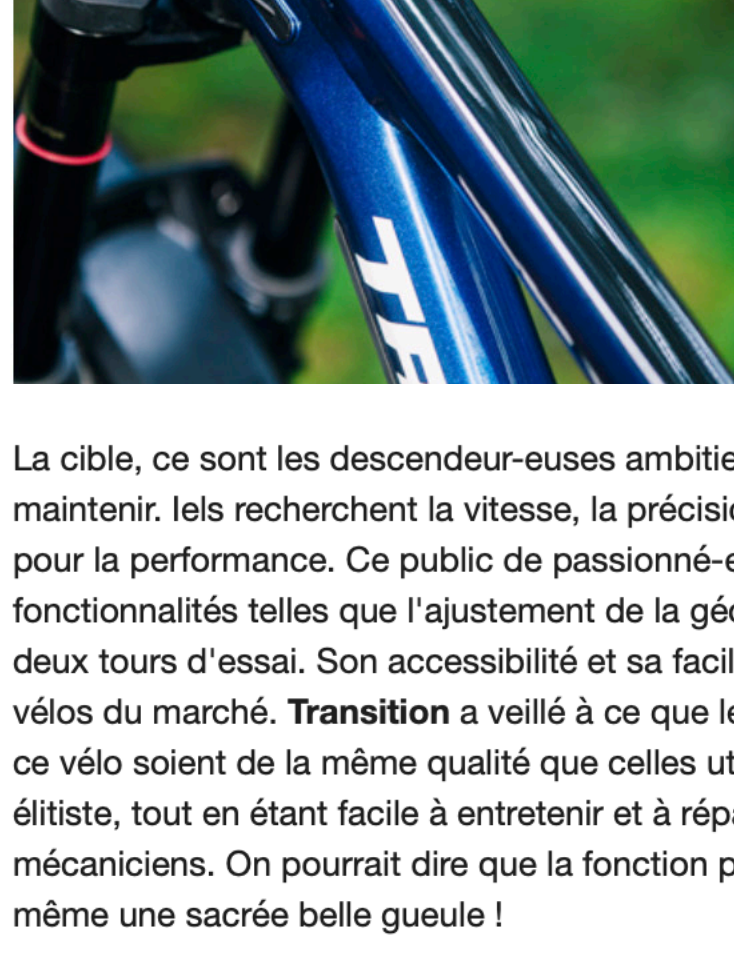 TR
La cible, ce sont les descendeur-euses ambitie
maintenir. Iels recherchent la vitesse, la précisio
pour la performance. Ce public de passionné-e
fonctionnalités telles que l'ajustement de la géo
deux tours d'essai. Son accessibilité et sa facil
vélos du marché. Transition a veillé à ce que le
ce vélo soient de la même qualité que celles ut
élitiste, tout en étant facile à entretenir et à répa
mécaniciens. On pourrait dire que la fonction p
même une sacrée belle gueule !